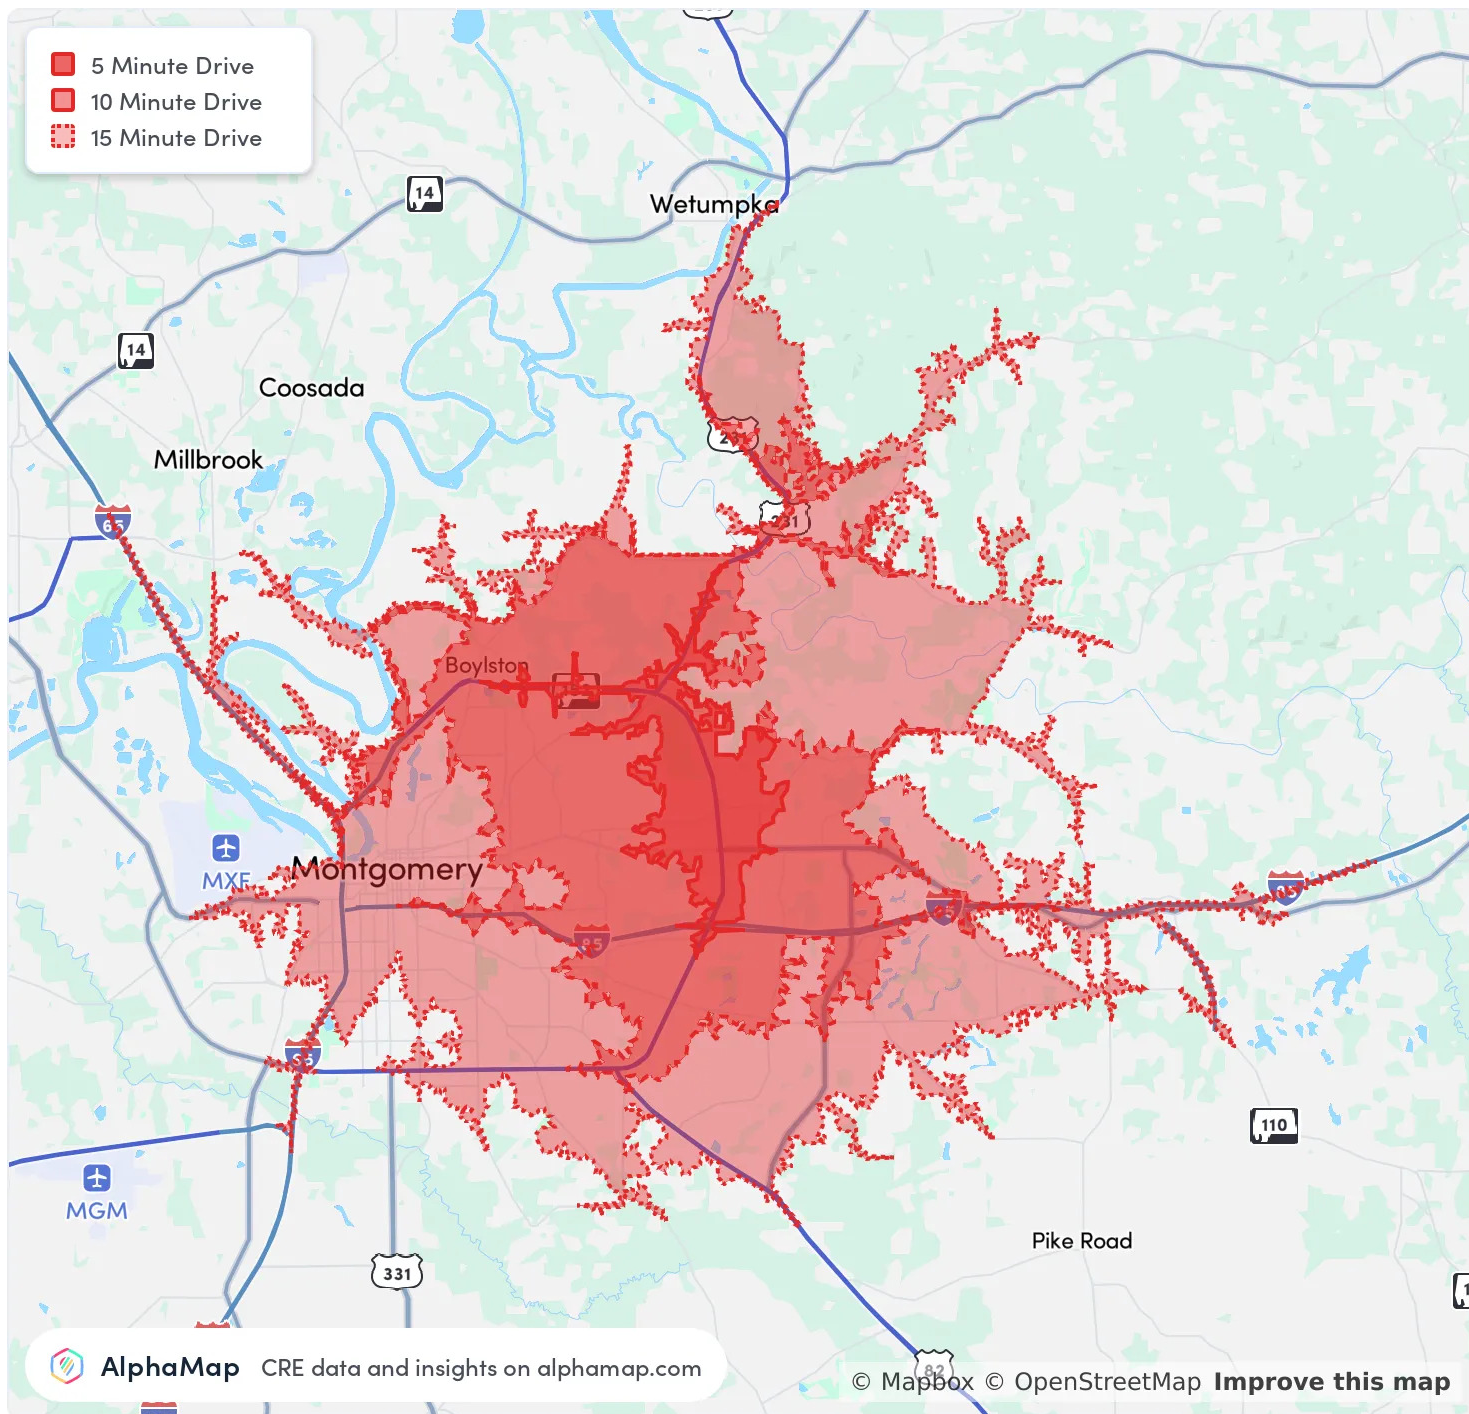 5 Minute Drive
10 Minute Drive
15 Minute Drive
14
Wetumpka
14
Coosada
Millbrook
65
231
Boylston
MXF
Montgomery
85
85
65
110
MGM
Pike Road
331
82
AlphaMap CRE data and insights on alphamap.com
© Mapbox © OpenStreetMap Improve this map